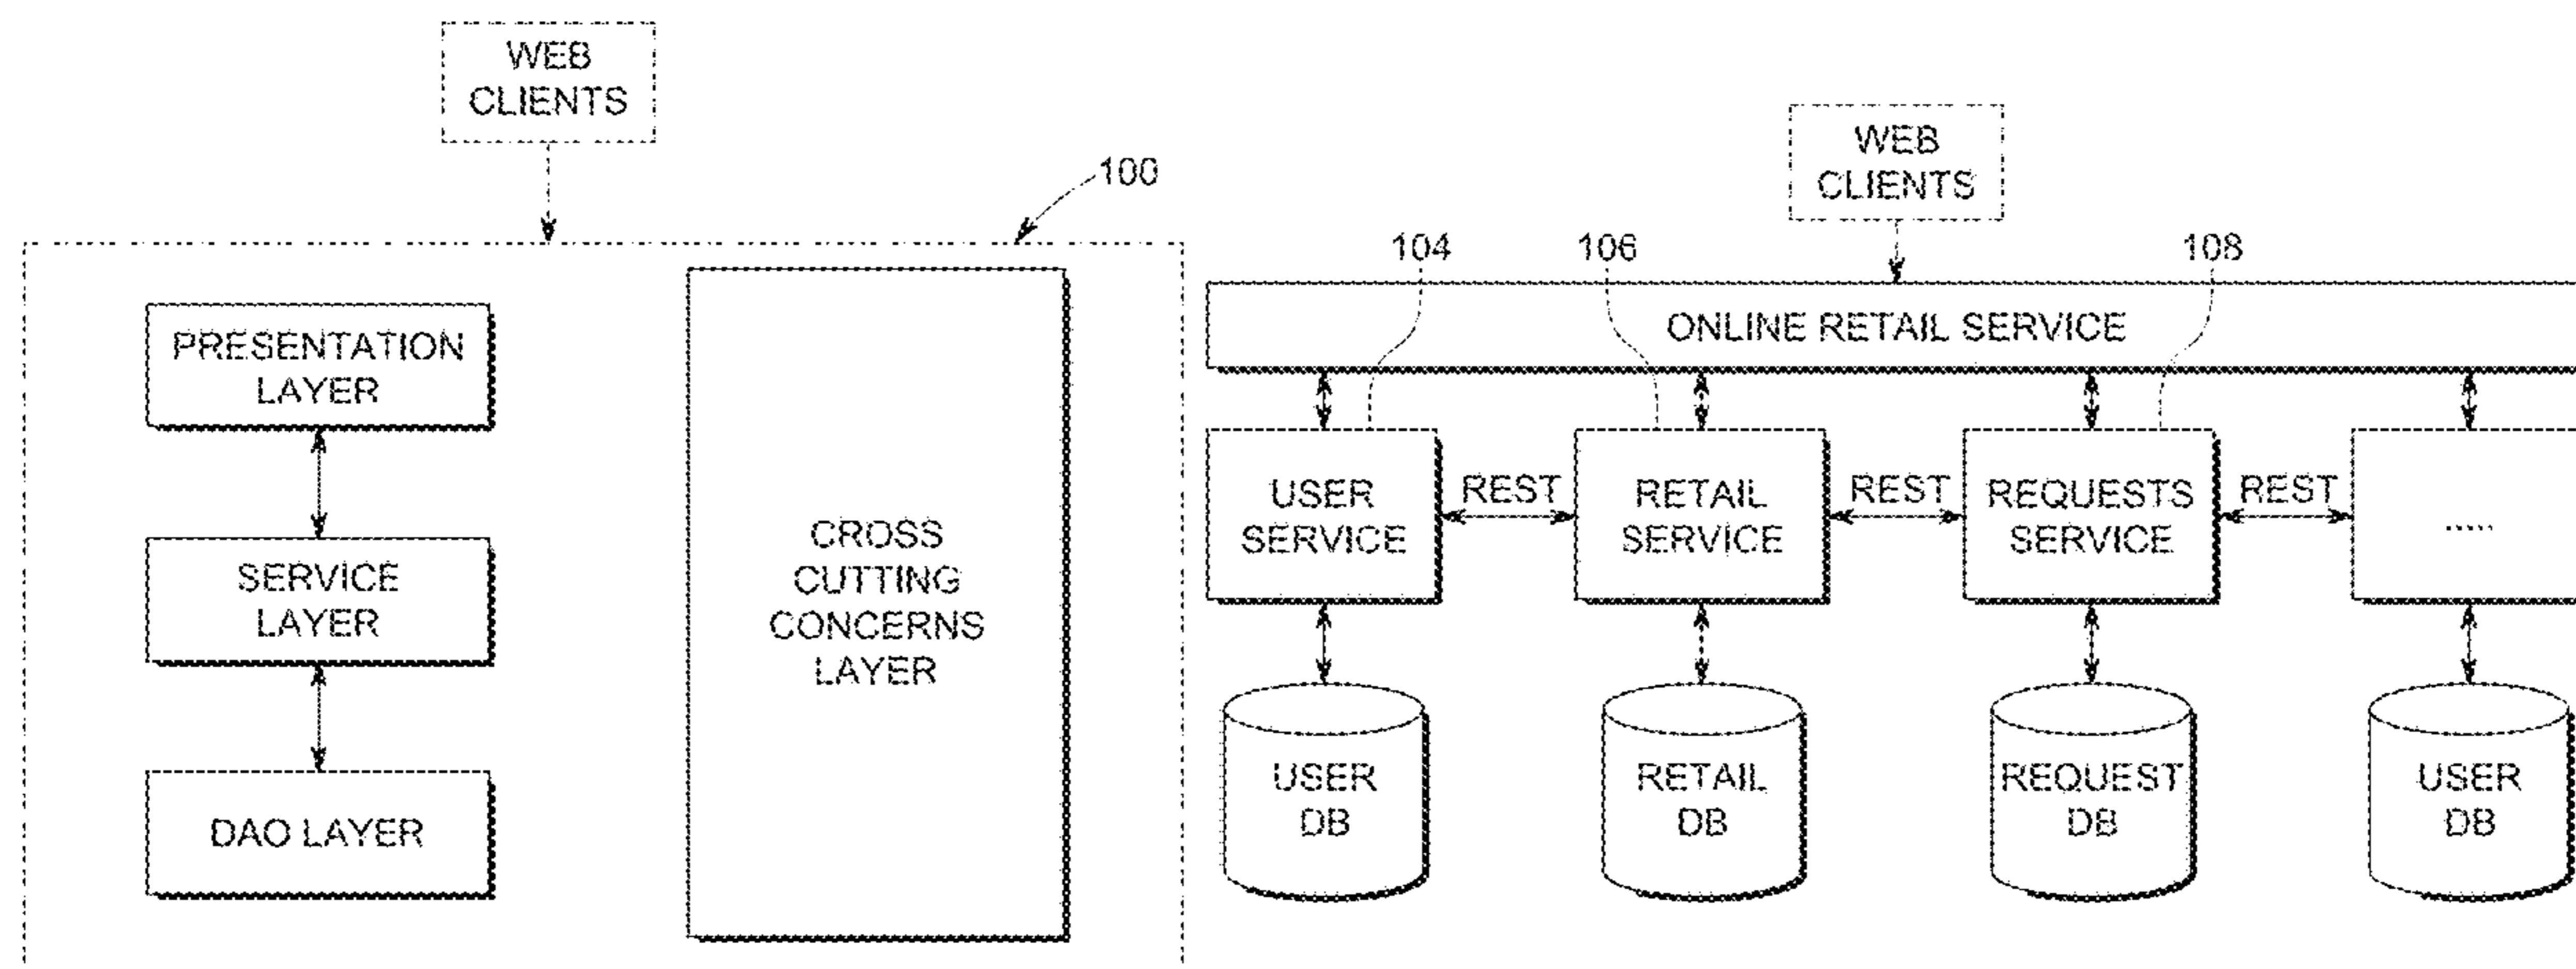 WEB
CLIENTS
100
PRESENTATION
LAYER
SERVICE
LAYER
DAO LAYER
CROSS
CUTTING
CONCERNS
LAYER
WEB
CLIENTS
104
106
108
ONLINE RETAIL SERVICE
USER
SERVICE
REST
RETAIL
SERVICE
REST
REQUESTS
SERVICE
REST
.....
USER
DB
RETAIL
DB
REQUEST
DB
USER
DB